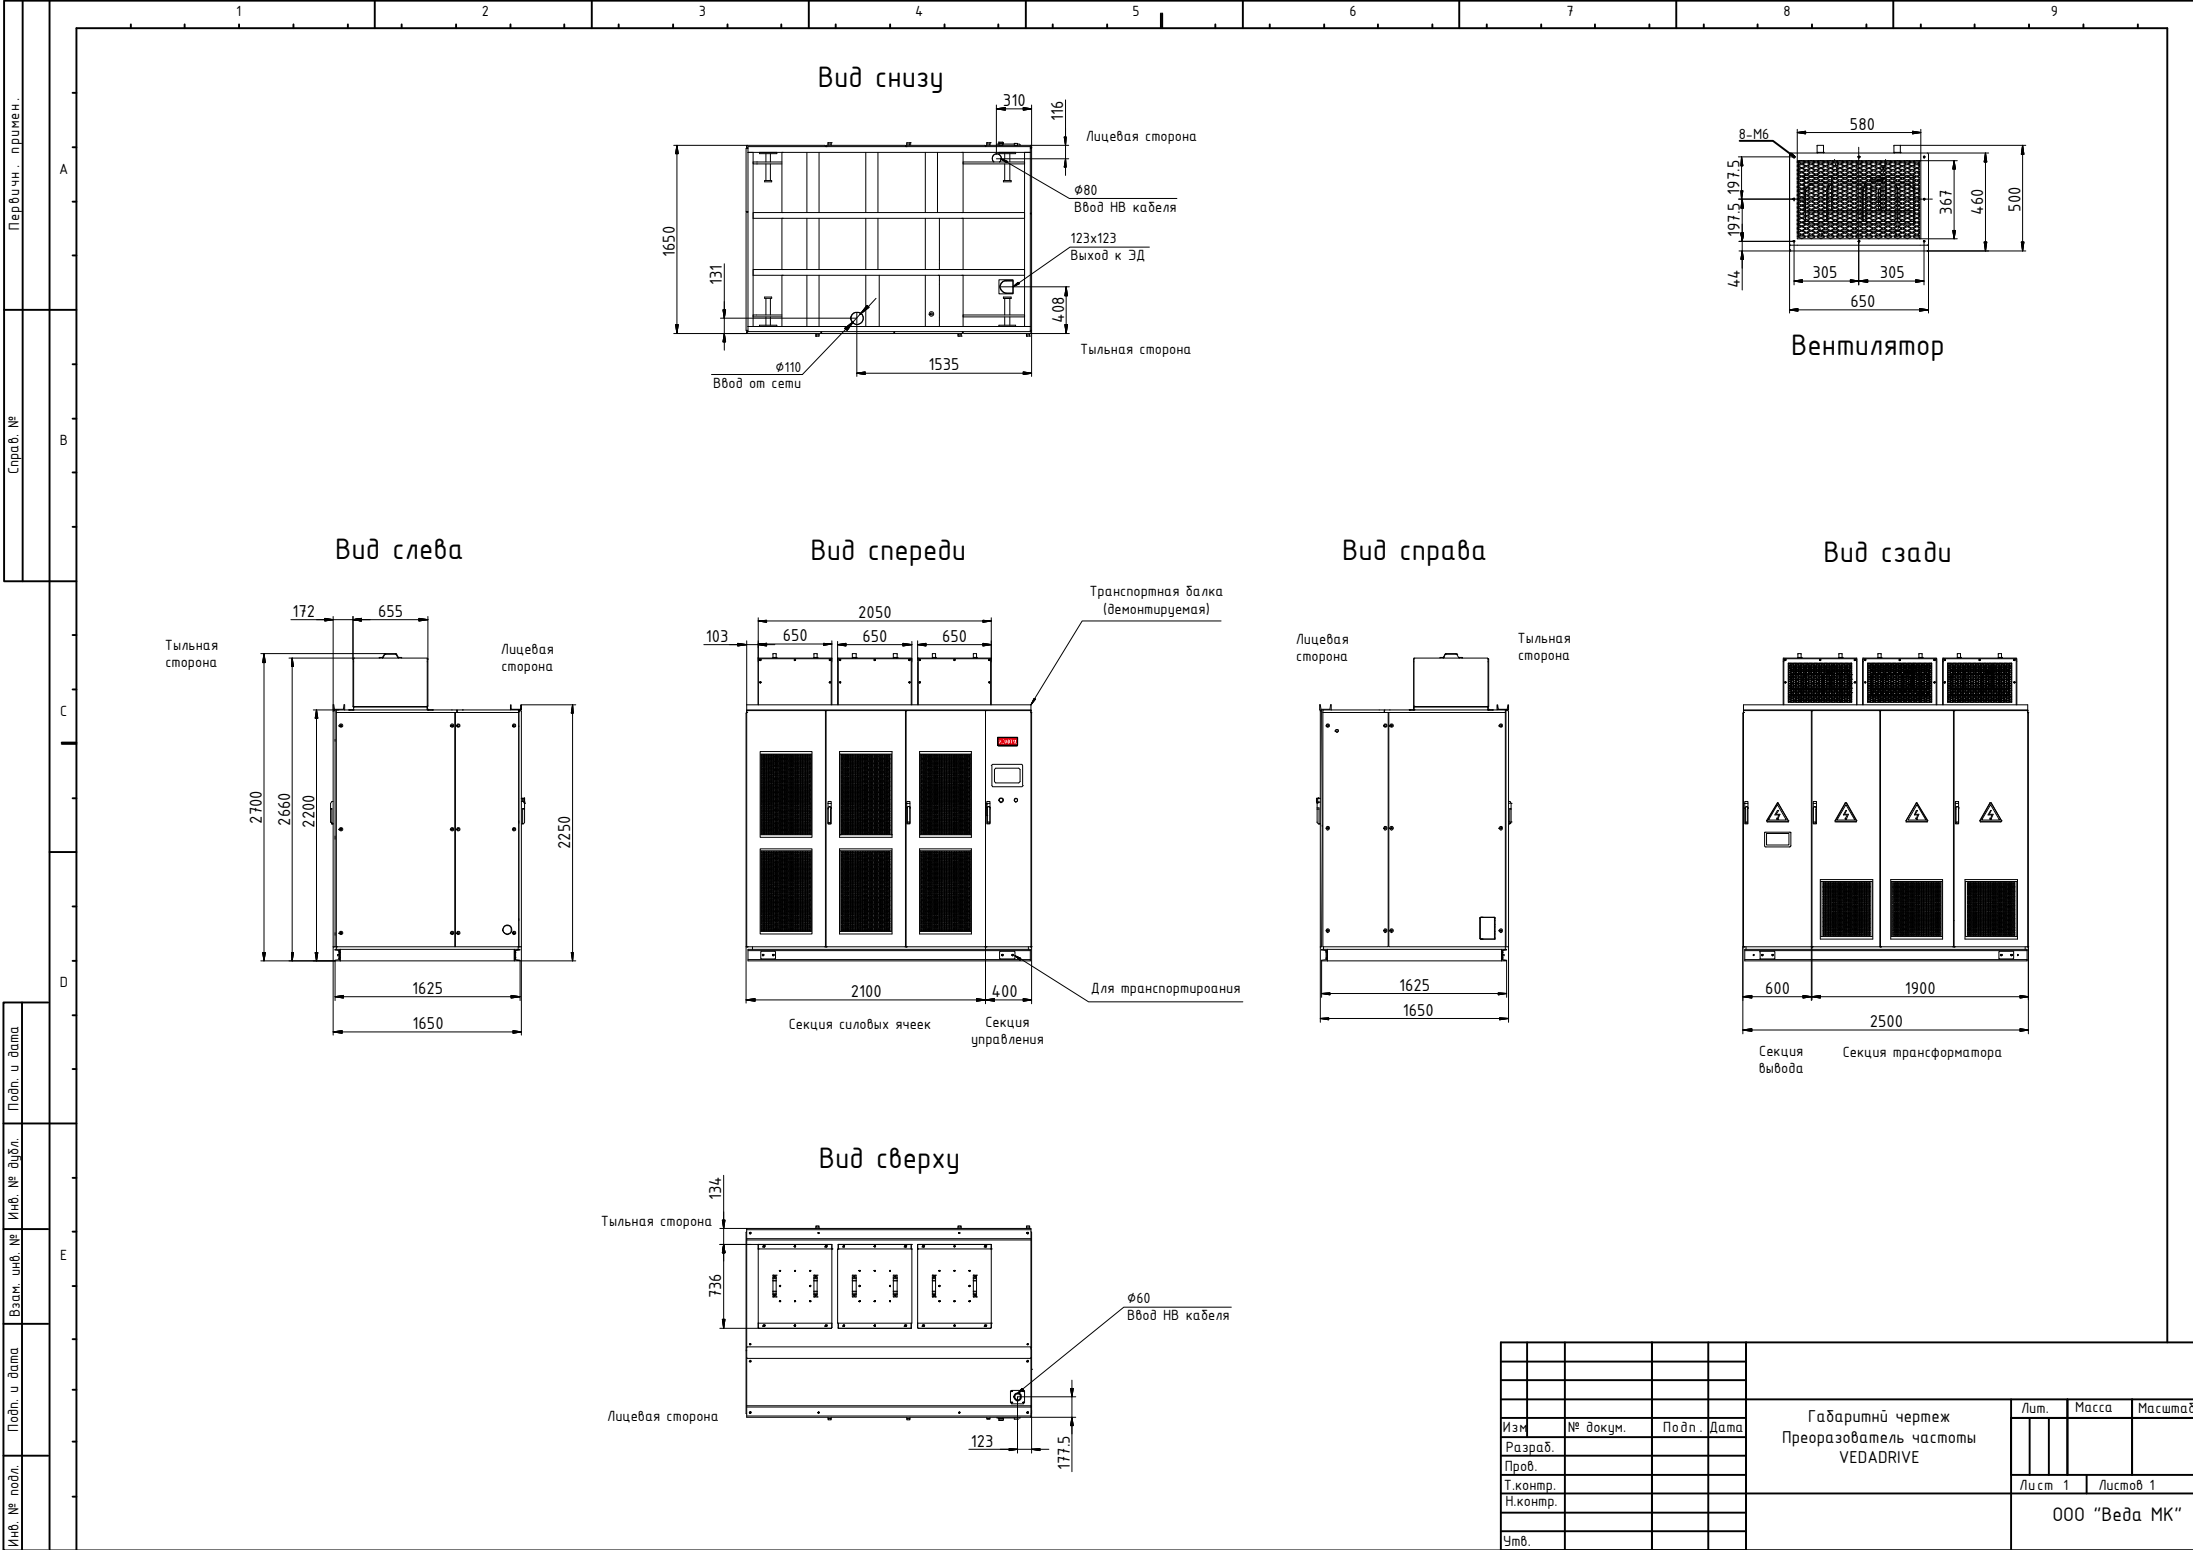 1 2 3 4 5 6 7 8 9
A
B
C
D
E
Первичн. примен.
Справ. №
Подп. и дата
Инв. № дубл.
Взам. инв. №
Подп. и дата
Инв. № подл.
Вид снизу
310
116
Лицевая сторона
1650
⌀80
Ввод НВ кабеля
123x123
Выход к ЭД
131
408
⌀110
Ввод от сети
1535
Тыльная сторона
8-М6
580
197.5
197.5
44
367
460
500
305
305
650
Вентилятор
Вид слева
172
655
Тыльная
сторона
Лицевая
сторона
2700
2660
2200
2250
1625
1650
Вид спереди
Транспортная балка
(демонтируемая)
2050
103
650
650
650
2100
400
Для транспортироания
Секция силовых ячеек
Секция
управления
Вид справа
Лицевая
сторона
Тыльная
сторона
1625
1650
Вид сзади
600
1900
2500
Секция
вывода
Секция трансформатора
Вид сверху
134
Тыльная сторона
736
⌀60
Ввод НВ кабеля
Лицевая сторона
123
177.5
Изм
№ докум.
Подп.
Дата
Разраб.
Пров.
Т.контр.
Н.контр.
Утв.
Габаритнй чертеж
Преоразователь частоты
VEDADRIVE
Лит.
Масса
Масштаб
Лист 1
Листов 1
ООО "Веда МК"